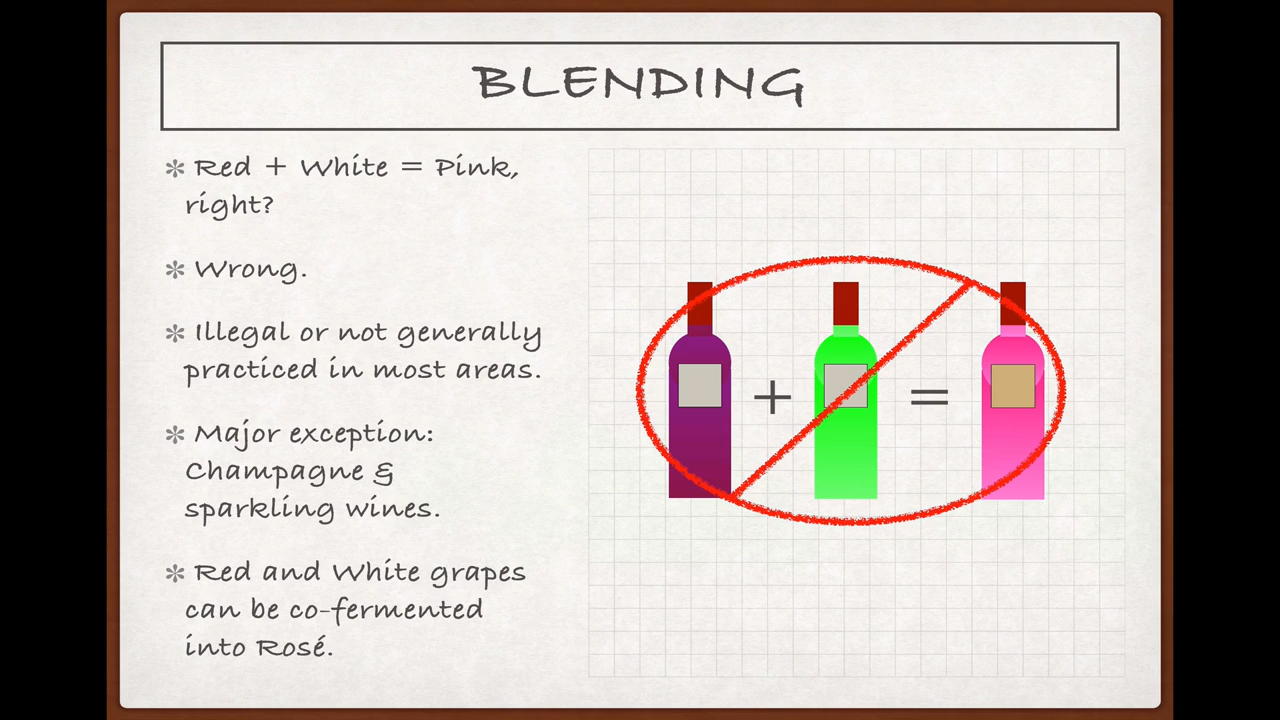 BLENDING
✻ Red + White = Pink,
right?
✻ Wrong.
✻ Illegal or not generally
practiced in most areas.
✻ Major exception:
Champagne &
sparkling wines.
✻ Red and White grapes
can be co-fermented
into Rosé.
+ =